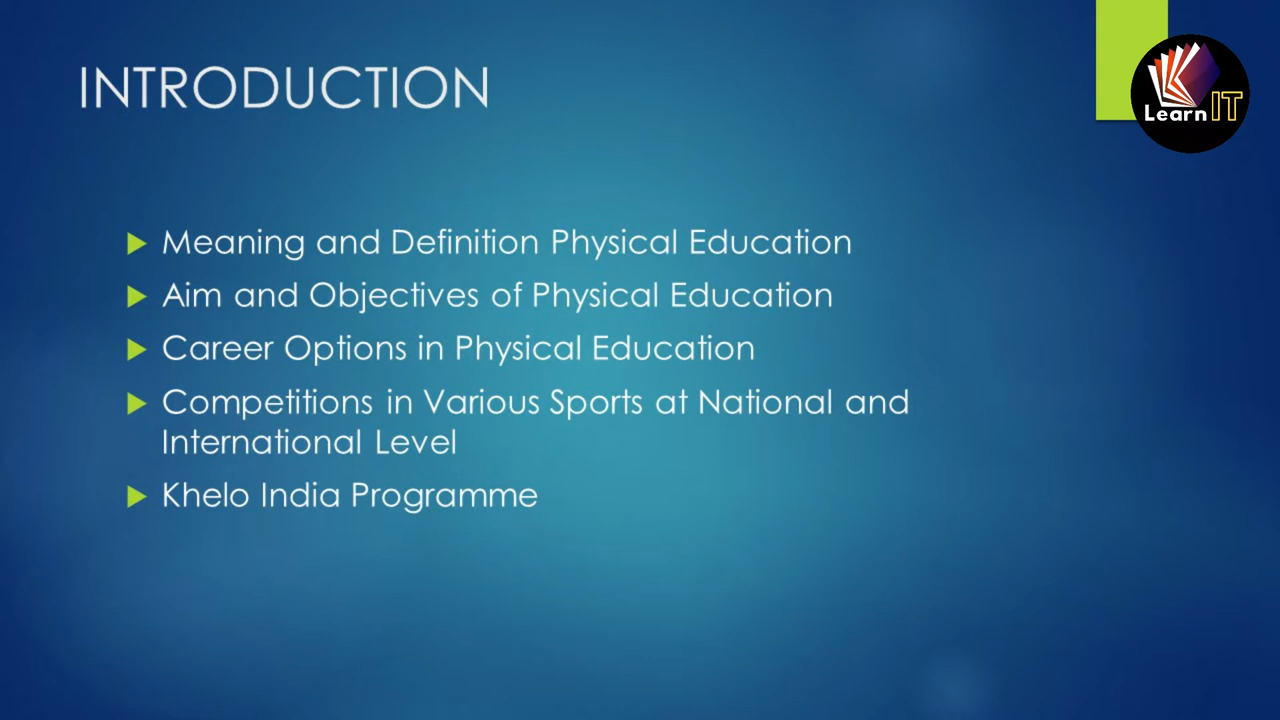 INTRODUCTION
Learn IT
Meaning and Definition Physical Education
Aim and Objectives of Physical Education
Career Options in Physical Education
Competitions in Various Sports at National and
International Level
Khelo India Programme